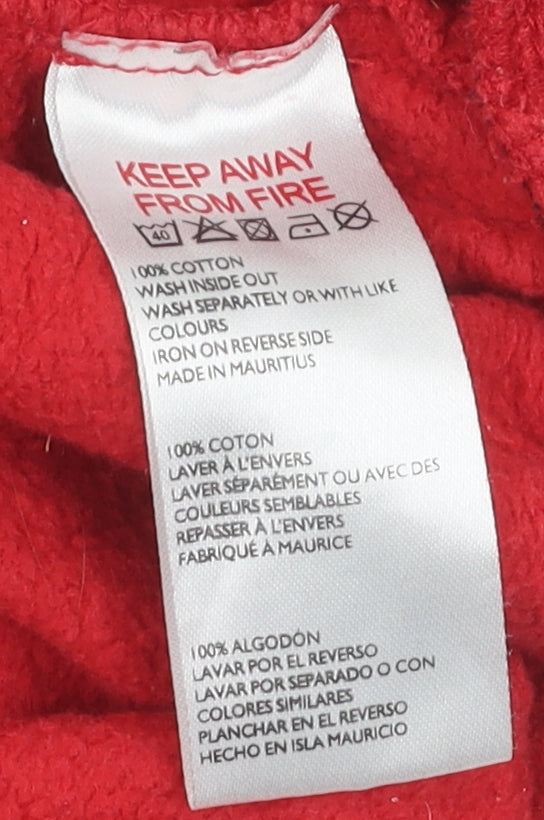 KEEP AWAY
FROM FIRE
40
100% COTTON
WASH INSIDE OUT
WASH SEPARATELY OR WITH LIKE
COLOURS
IRON ON REVERSE SIDE
MADE IN MAURITIUS
100% COTON
LAVER À L'ENVERS
LAVER SÉPARÉMENT OU AVEC DES
COULEURS SEMBLABLES
REPASSER À L'ENVERS
FABRIQUÉ À MAURICE
100% ALGODÓN
LAVAR POR EL REVERSO
LAVAR POR SEPARADO O CON
COLORES SIMILARES
PLANCHAR EN EL REVERSO
HECHO EN ISLA MAURICIO